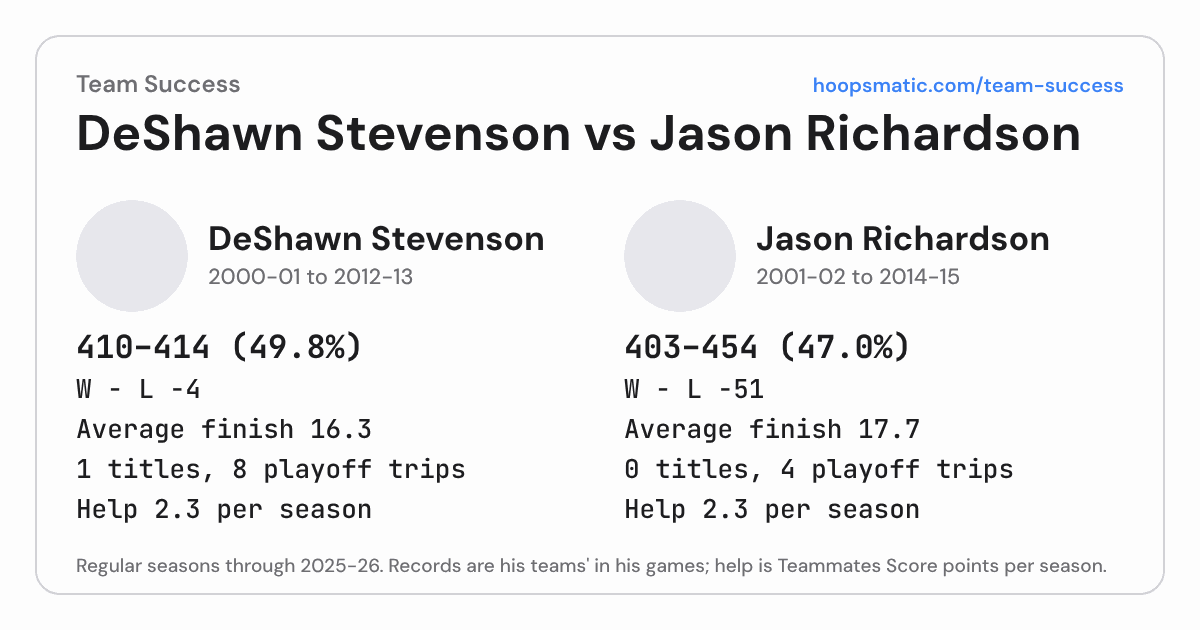 Team Success
hoopsmatic.com/team-success
DeShawn Stevenson vs Jason Richardson
DeShawn Stevenson
2000-01 to 2012-13
410-414 (49.8%)
W - L -4
Average finish 16.3
1 titles, 8 playoff trips
Help 2.3 per season
Jason Richardson
2001-02 to 2014-15
403-454 (47.0%)
W - L -51
Average finish 17.7
0 titles, 4 playoff trips
Help 2.3 per season
Regular seasons through 2025-26. Records are his teams' in his games; help is Teammates Score points per season.